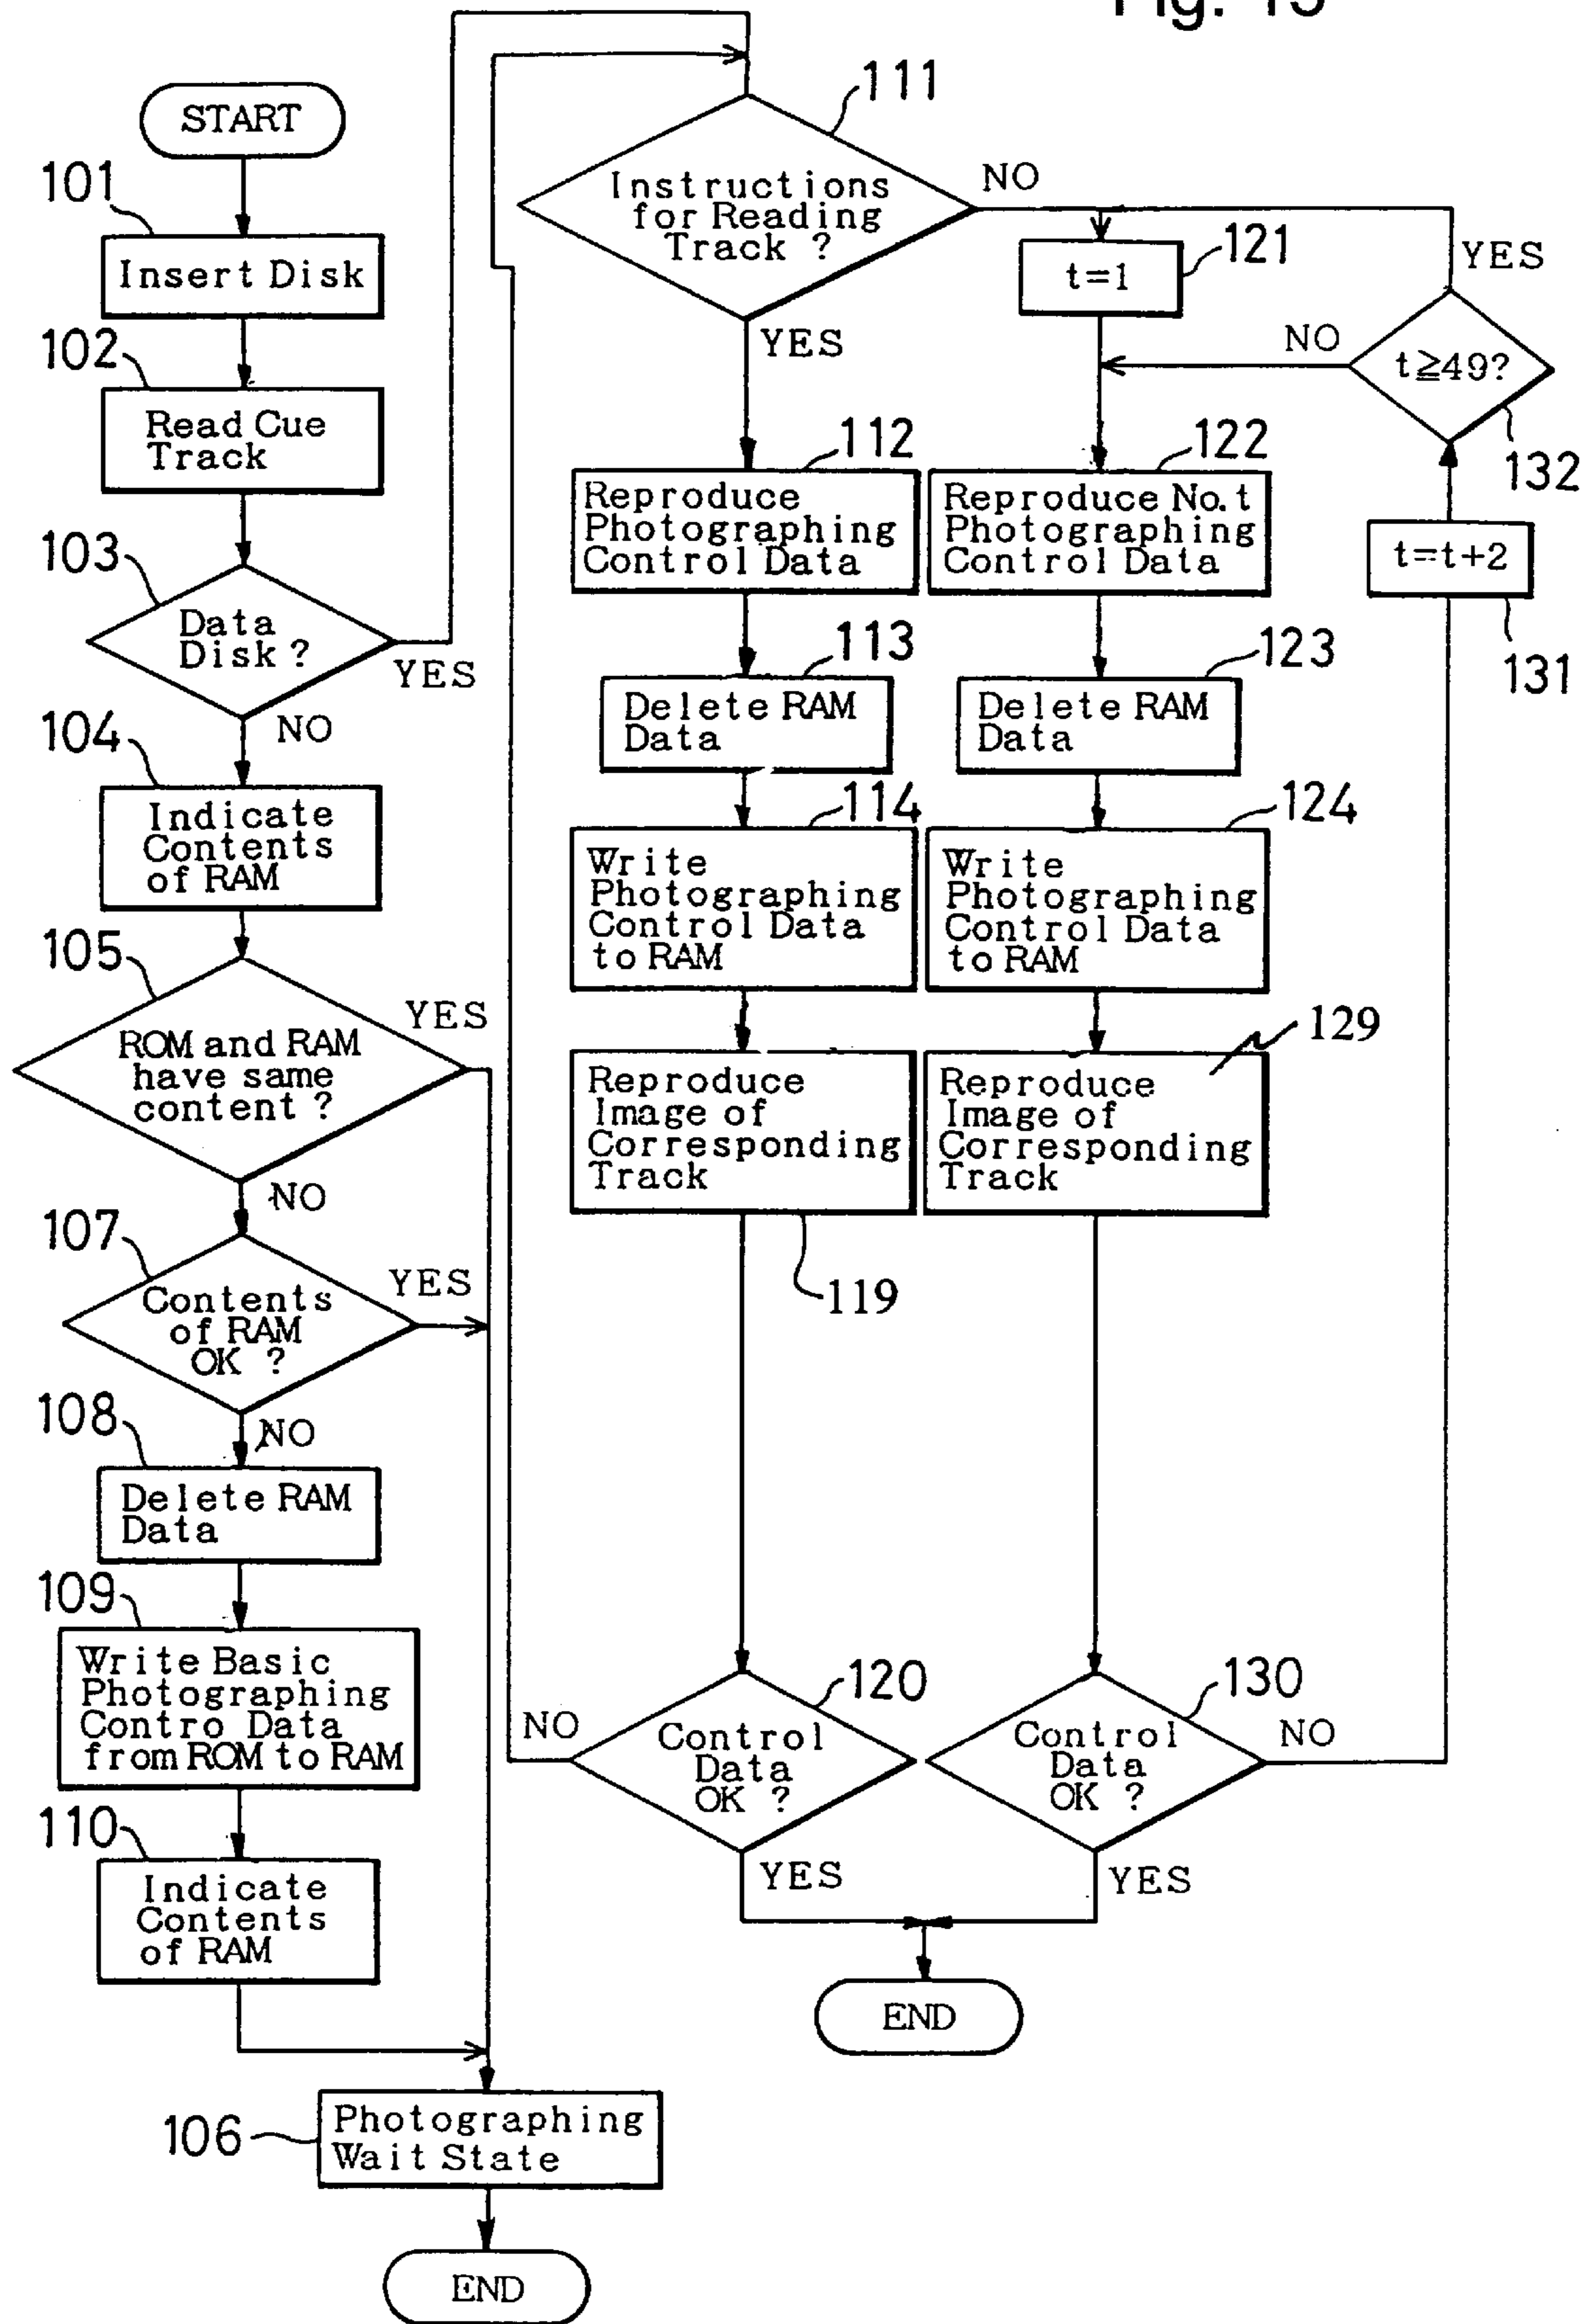 Fig. 15
START
101
Insert Disk
102
Read Cue
Track
103
Data
Disk ?
YES
NO
104
Indicate
Contents
of RAM
105
ROM and RAM
have same
content ?
YES
NO
107
Contents
of RAM
OK ?
YES
NO
108
Delete RAM
Data
109
Write Basic
Photographing
Contro Data
from ROM to RAM
110
Indicate
Contents
of RAM
106
Photographing
Wait State
END
111
Instructions
for Reading
Track ?
NO
YES
112
Reproduce
Photographing
Control Data
113
Delete RAM
Data
114
Write
Photographing
Control Data
to RAM
Reproduce
Image of
Corresponding
Track
119
120
Control
Data
OK ?
NO
YES
121
t=1
122
Reproduce No. t
Photographing
Control Data
123
Delete RAM
Data
124
Write
Photographing
Control Data
to RAM
129
Reproduce
Image of
Corresponding
Track
130
Control
Data
OK ?
NO
YES
END
131
t=t+2
132
t≧49?
NO
YES